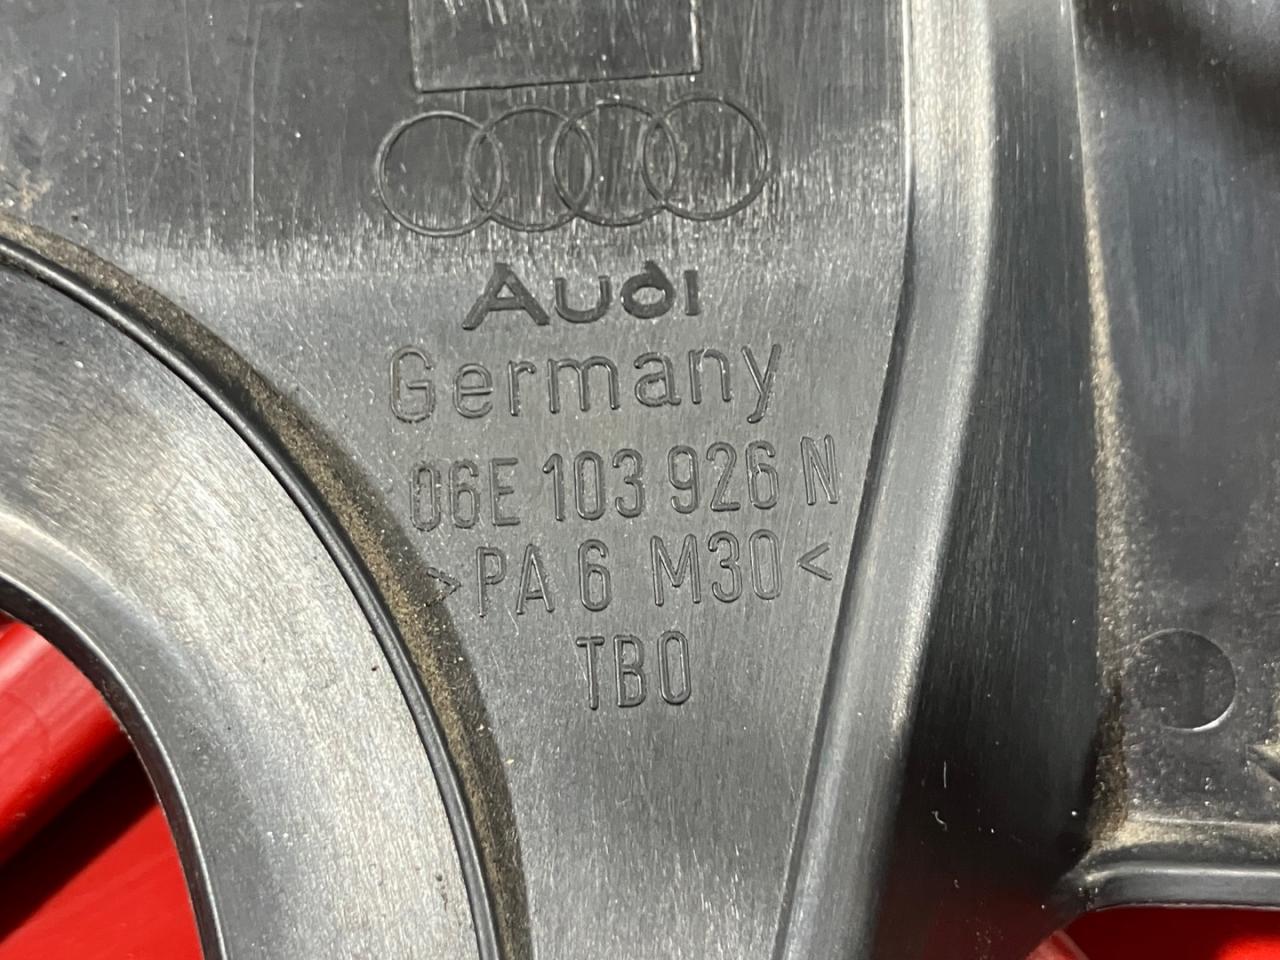 Audi
Germany
06E 103 926 N
>PA 6 M30<
TBO